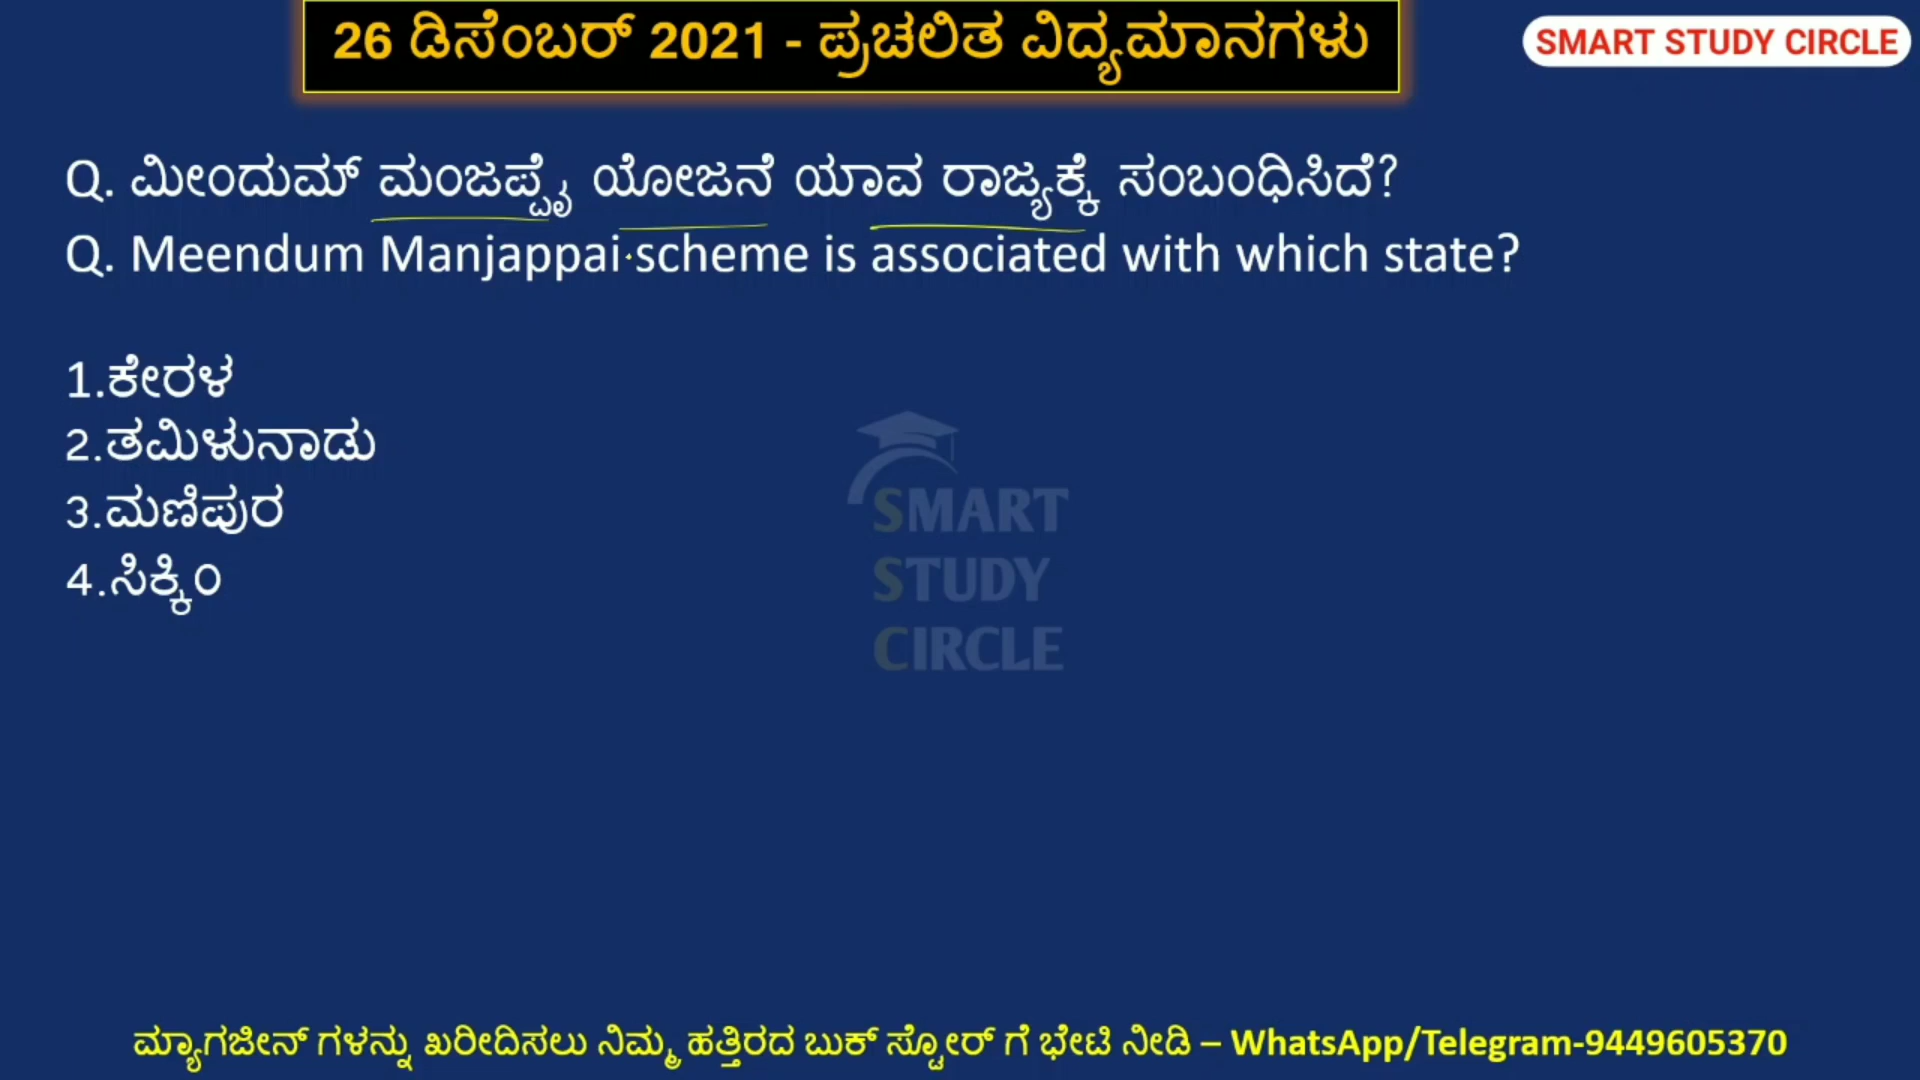 26 ಡಿಸೆಂಬರ್ 2021 - ಪ್ರಚಲಿತ ವಿದ್ಯಮಾನಗಳು
SMART STUDY CIRCLE
Q. ಮೀಂದುಮ್ ಮಂಜಪ್ಪೈ ಯೋಜನೆ ಯಾವ ರಾಜ್ಯಕ್ಕೆ ಸಂಬಂಧಿಸಿದೆ?
Q. Meendum Manjappai scheme is associated with which state?
1.ಕೇರಳ
2.ತಮಿಳುನಾಡು
3.ಮಣಿಪುರ
4.ಸಿಕ್ಕಿಂ
SMART
STUDY
CIRCLE
ಮ್ಯಾಗಜೀನ್ ಗಳನ್ನು ಖರೀದಿಸಲು ನಿಮ್ಮ ಹತ್ತಿರದ ಬುಕ್ ಸ್ಟೋರ್ ಗೆ ಭೇಟಿ ನೀಡಿ – WhatsApp/Telegram-9449605370